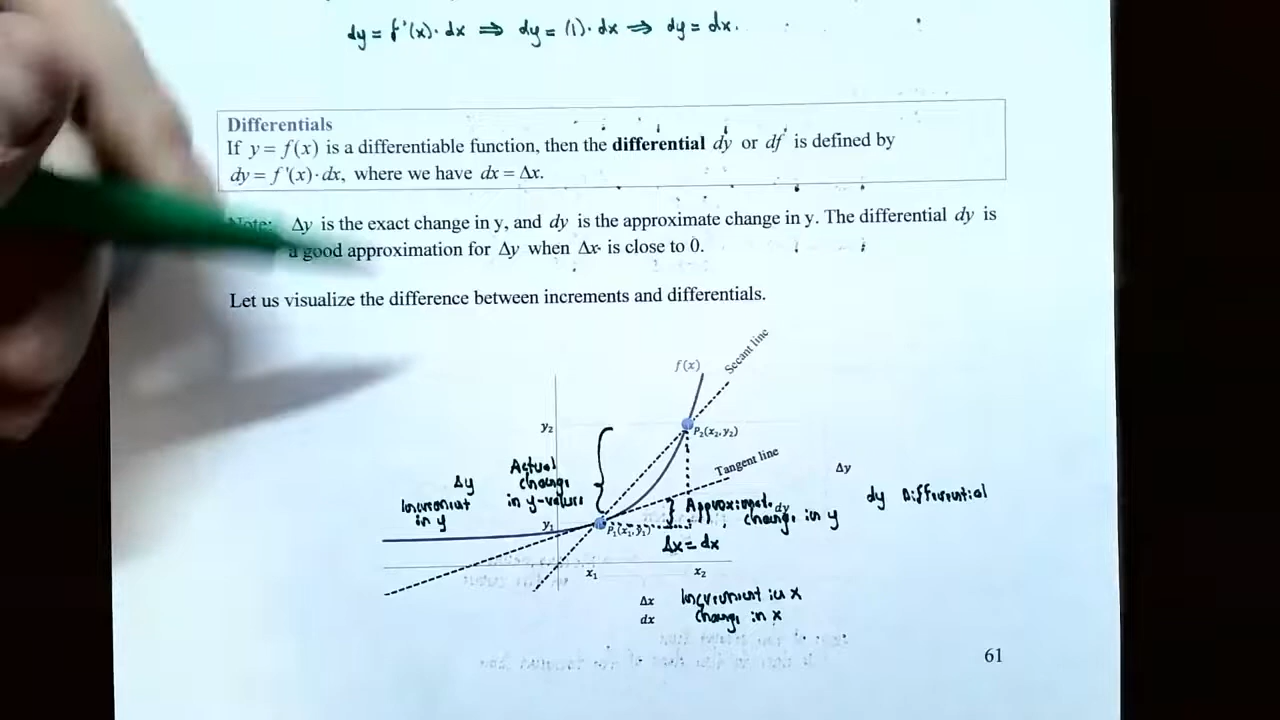 dy = f'(x)· dx ⇒ dy = (1)· dx ⇒ dy = dx.
Differentials
If y = f(x) is a differentiable function, then the differential dy or df is defined by
dy = f'(x)·dx, where we have dx = Δx.
Note: Δy is the exact change in y, and dy is the approximate change in y. The differential dy is
a good approximation for Δy when Δx is close to 0.
Let us visualize the difference between increments and differentials.
Secant line
f(x)
y₂
P₂(x₂, y₂)
Tangent line
Δy
Increment
in y
Actual
change
in y-values
Δy
dy Differential
Approximate
change in y
dy
y₁
P₁(x₁, y₁)
Δx = dx
x₁
x₂
Δx Increment in x
dx change in x
61